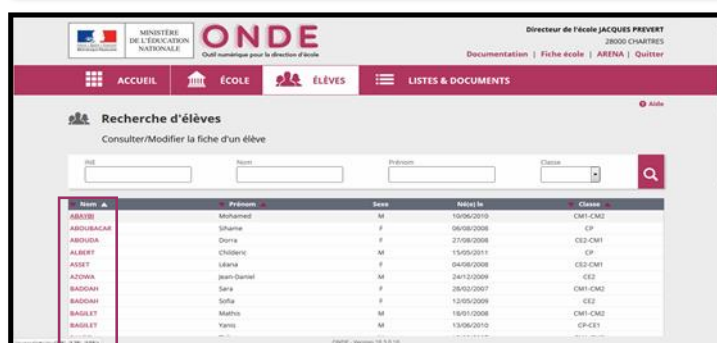 MINISTÈRE
DE L'ÉDUCATION
NATIONALE
ONDE
Outil numérique pour la direction d'école
Directeur de l'école JACQUES PREVERT
28000 CHARTRES
Documentation | Fiche école | ARENA | Quitter
ACCUEIL ÉCOLE ÉLÈVES LISTES & DOCUMENTS
Aide
Recherche d'élèves
Consulter/Modifier la fiche d'un élève
INE Nom Prénom Classe
Nom Prénom Sexe Né(e) le Classe
ABAYBI Mohamed M 10/06/2010 CM1-CM2
ABOUBACAR Sihame F 06/08/2008 CP
ABOUDA Dorra F 27/08/2008 CE2-CM1
ALBERT Childeric M 15/05/2011 CP
ASSET Léana F 04/08/2008 CE2-CM1
AZOWA Jean-Daniel M 24/12/2009 CE2
BADDAH Sara F 28/02/2007 CM1-CM2
BADDAH Sofia F 12/05/2009 CE2
BAGILET Mathis M 18/01/2008 CM1-CM2
BAGILET Yanis M 13/06/2010 CP-CE1